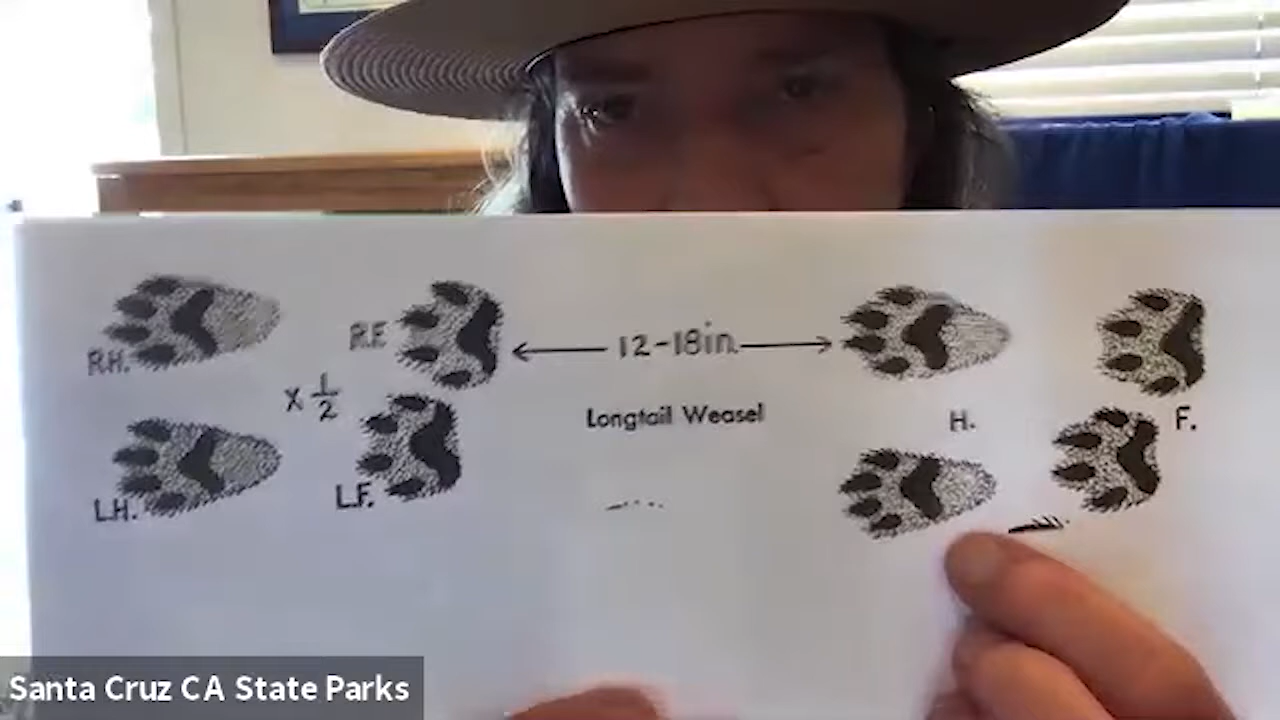 R.H.
R.F.
12-18in.
x 1/2
Longtail Weasel
H.
F.
L.H.
L.F.
Santa Cruz CA State Parks